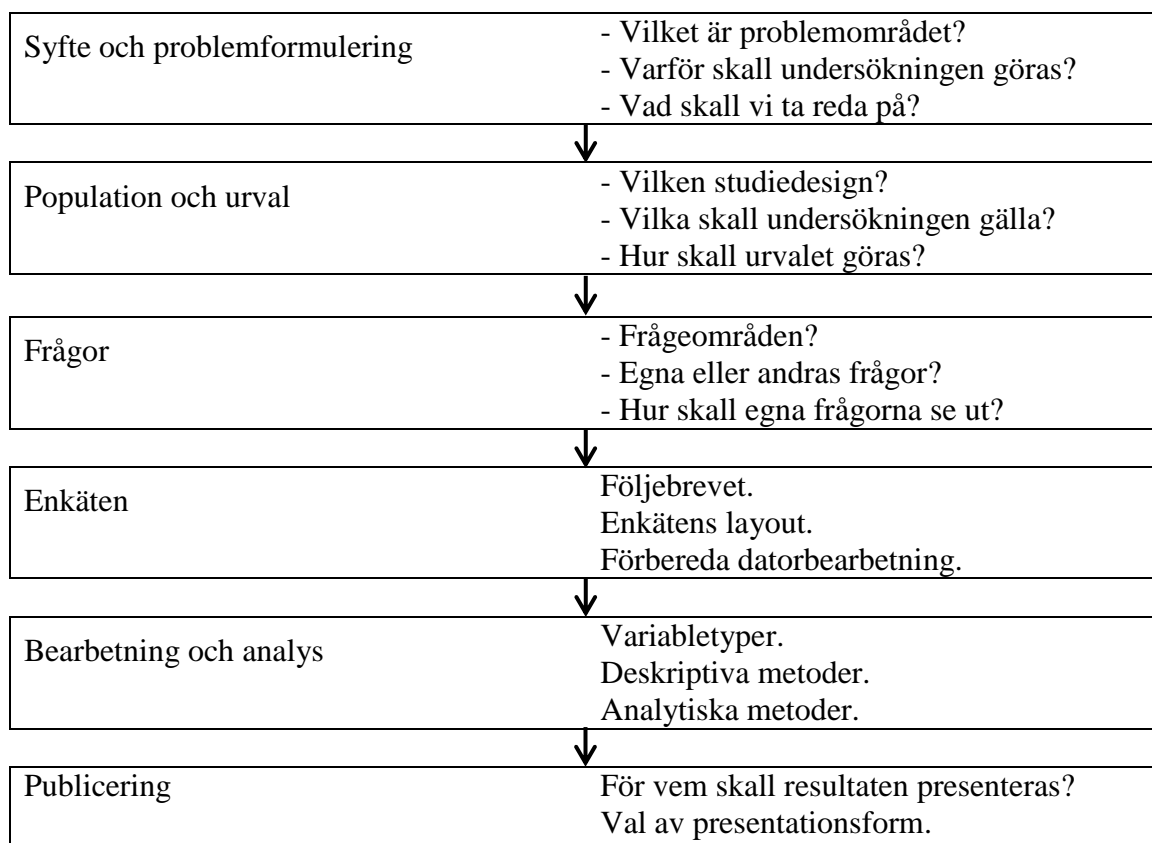 Syfte och problemformulering
- Vilket är problemområdet?
- Varför skall undersökningen göras?
- Vad skall vi ta reda på?
Population och urval
- Vilken studiedesign?
- Vilka skall undersökningen gälla?
- Hur skall urvalet göras?
Frågor
- Frågeområden?
- Egna eller andras frågor?
- Hur skall egna frågorna se ut?
Enkäten
Följebrevet.
Enkätens layout.
Förbereda datorbearbetning.
Bearbetning och analys
Variabletyper.
Deskriptiva metoder.
Analytiska metoder.
Publicering
För vem skall resultaten presenteras?
Val av presentationsform.